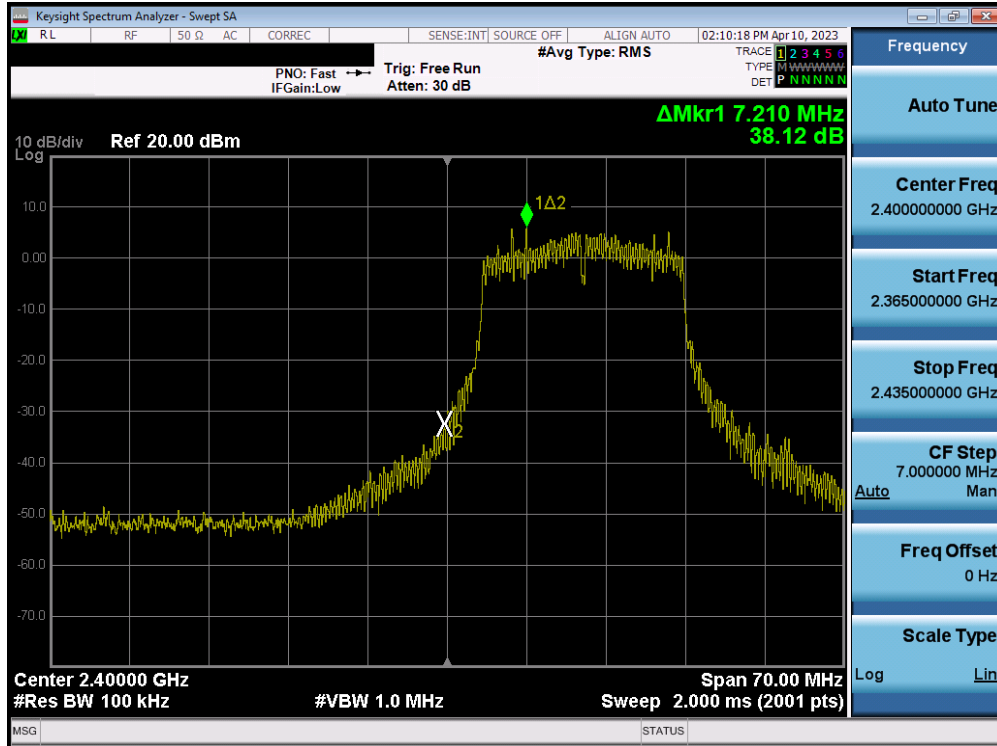 Keysight Spectrum Analyzer - Swept SA
LXI RL RF 50 Ω AC CORREC SENSE:INT SOURCE OFF ALIGN AUTO 02:10:18 PM Apr 10, 2023
#Avg Type: RMS
TRACE 1 2 3 4 5 6
TYPE M WWWWW
DET P N N N N N
PNO: Fast
IFGain:Low
Trig: Free Run
Atten: 30 dB
ΔMkr1 7.210 MHz
38.12 dB
10 dB/div
Log
Ref 20.00 dBm
10.0
0.00
-10.0
-20.0
-30.0
-40.0
-50.0
-60.0
-70.0
1Δ2
X2
Center 2.40000 GHz
#Res BW 100 kHz
#VBW 1.0 MHz
Span 70.00 MHz
Sweep 2.000 ms (2001 pts)
MSG
STATUS
Frequency
Auto Tune
Center Freq
2.400000000 GHz
Start Freq
2.365000000 GHz
Stop Freq
2.435000000 GHz
CF Step
7.000000 MHz
Auto Man
Freq Offset
0 Hz
Scale Type
Log Lin